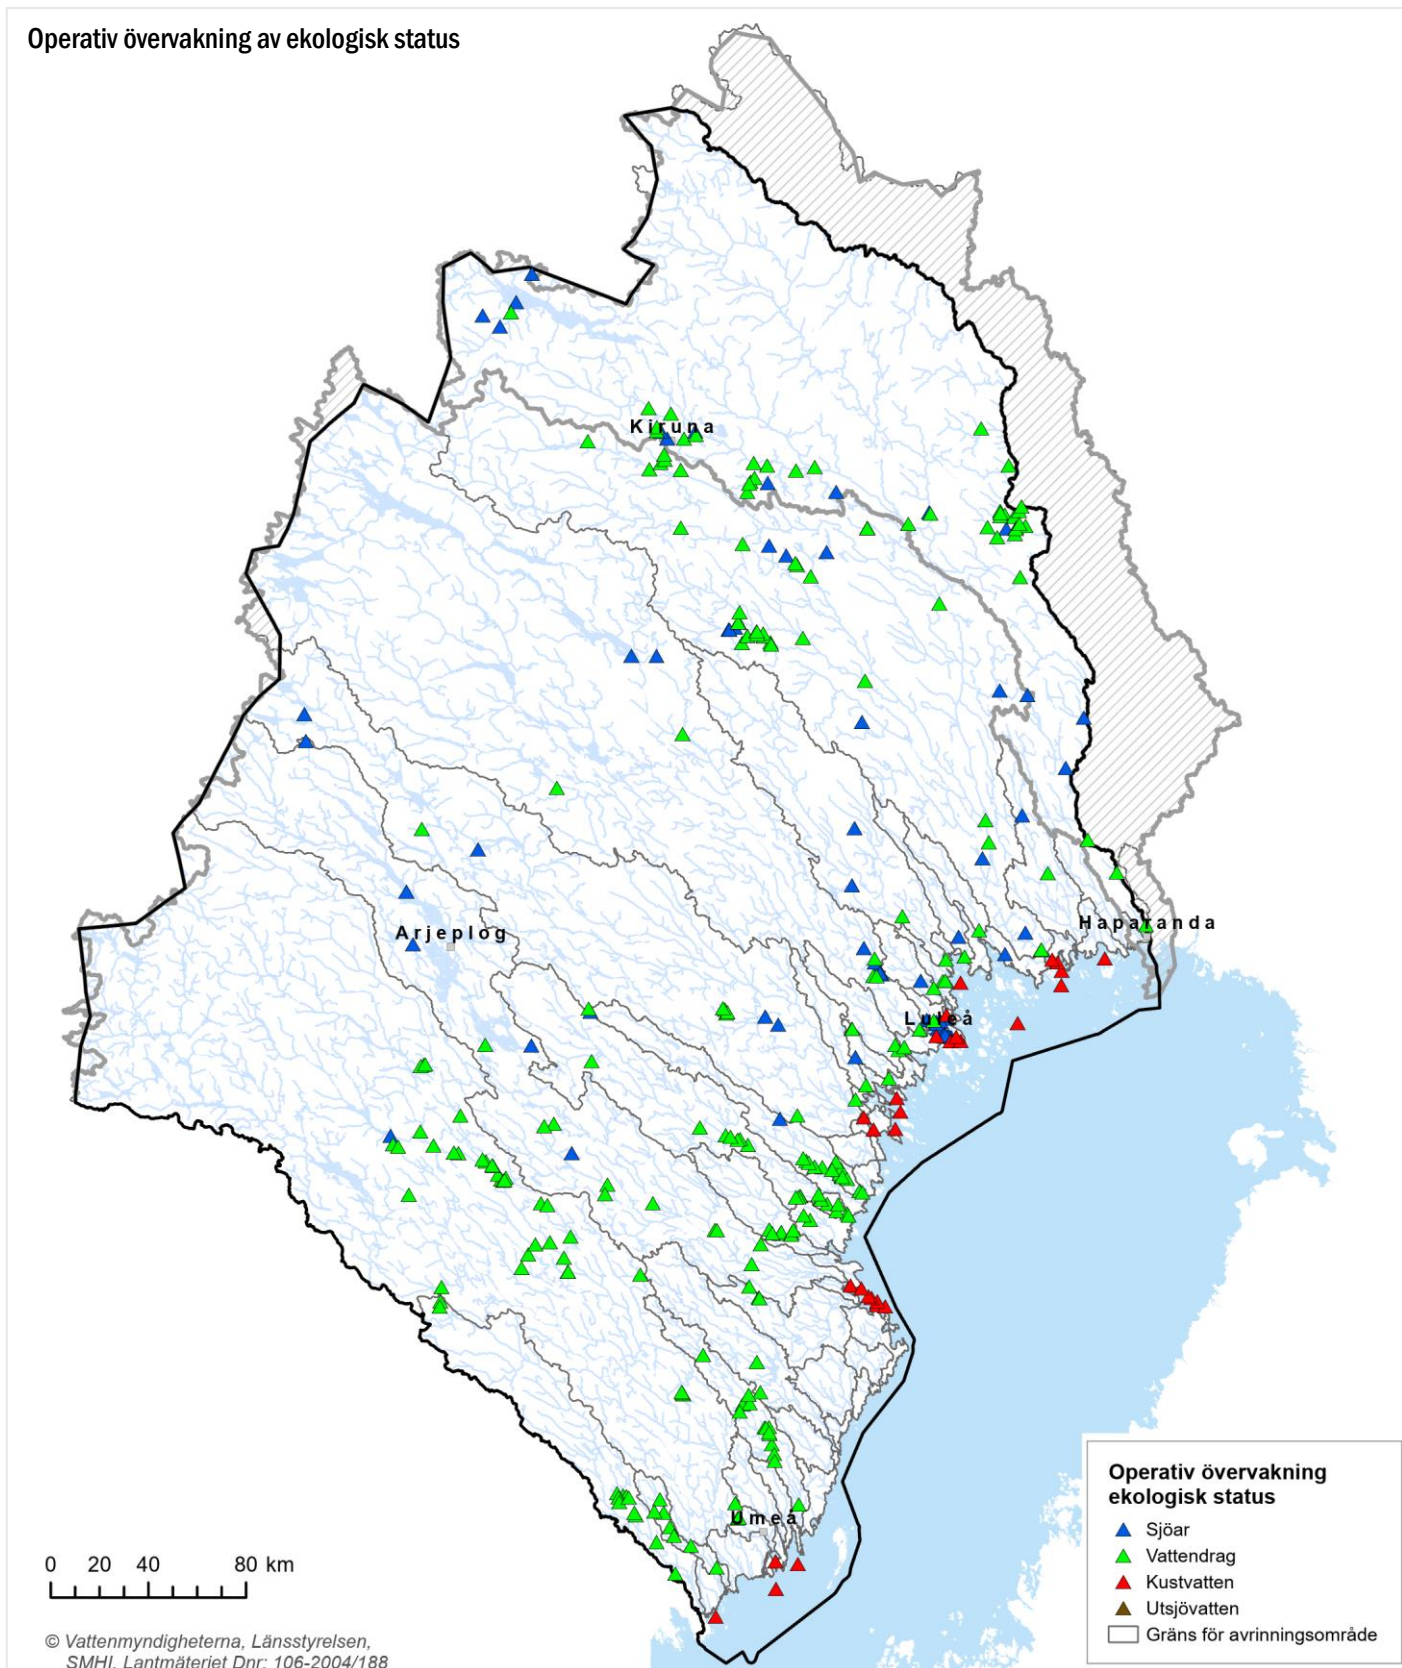 Operativ övervakning av ekologisk status
Kiruna
Arjeplog
Haparanda
Luleå
Umeå
0 20 40 80 km
© Vattenmyndigheterna, Länsstyrelsen,
SMHI, Lantmäteriet Dnr: 106-2004/188
Operativ övervakning
ekologisk status
Sjöar
Vattendrag
Kustvatten
Utsjövatten
Gräns för avrinningsområde